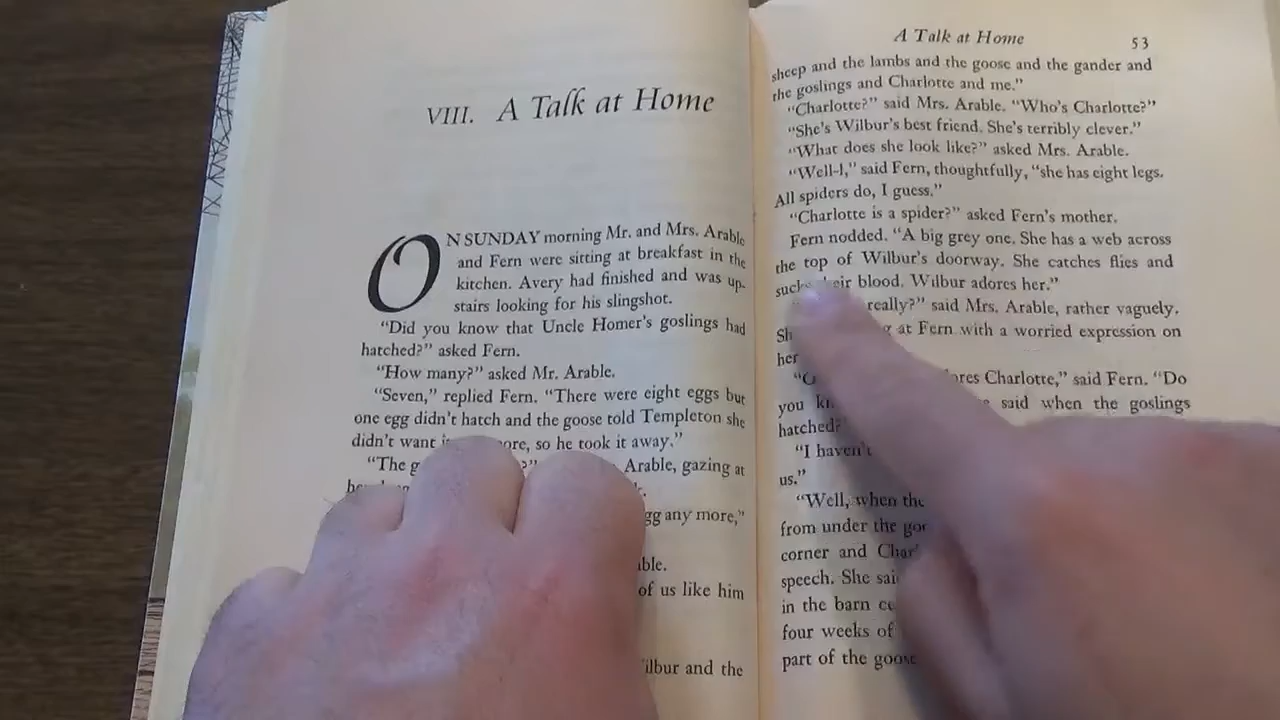 VIII. A Talk at Home
ON SUNDAY morning Mr. and Mrs. Arable
and Fern were sitting at breakfast in the
kitchen. Avery had finished and was up-
stairs looking for his slingshot.
"Did you know that Uncle Homer's goslings had
hatched?" asked Fern.
"How many?" asked Mr. Arable.
"Seven," replied Fern. "There were eight eggs but
one egg didn't hatch and the goose told Templeton she
didn't want more, so he took it away."
"The Arable, gazing at
any more,"
of us like him
and the
A Talk at Home 53
sheep and the lambs and the goose and the gander and
the goslings and Charlotte and me."
"Charlotte?" said Mrs. Arable. "Who's Charlotte?"
"She's Wilbur's best friend. She's terribly clever."
"What does she look like?" asked Mrs. Arable.
"Well-l," said Fern, thoughtfully, "she has eight legs.
All spiders do, I guess."
"Charlotte is a spider?" asked Fern's mother.
Fern nodded. "A big grey one. She has a web across
the top of Wilbur's doorway. She catches flies and
sucks their blood. Wilbur adores her."
really?" said Mrs. Arable, rather vaguely.
at Fern with a worried expression on
her
Charlotte," said Fern. "Do
you said when the goslings
hatched?"
"I haven't
us."
"Well, when the
from under the
corner and
speech. She
in the barn
four weeks of
part of the